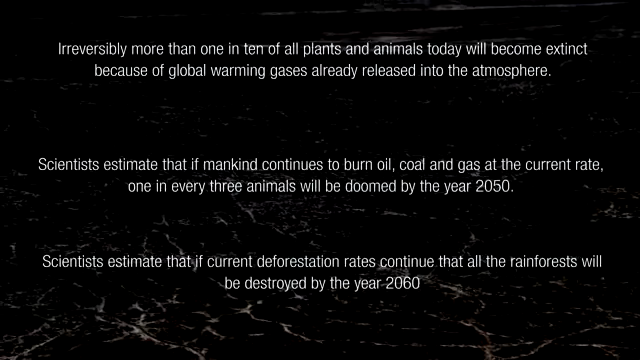 Irreversibly more than one in ten of all plants and animals today will become extinct
because of global warming gases already released into the atmosphere.
Scientists estimate that if mankind continues to burn oil, coal and gas at the current rate,
one in every three animals will be doomed by the year 2050.
Scientists estimate that if current deforestation rates continue that all the rainforests will
be destroyed by the year 2060